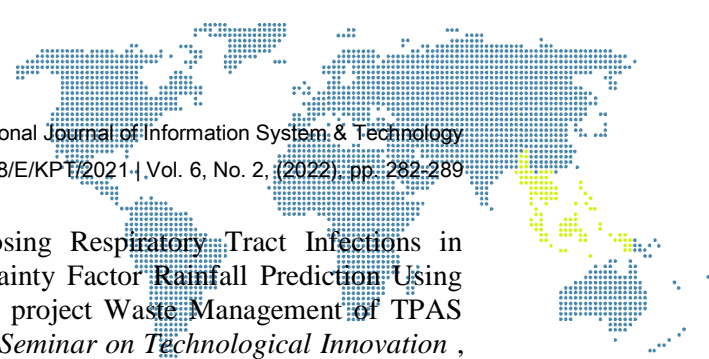 onal Journal of Information System & Technology
8/E/KPT/2021 | Vol. 6, No. 2, (2022), pp. 282-289
osing Respiratory Tract Infections in
ainty Factor Rainfall Prediction Using
project Waste Management of TPAS
Seminar on Technological Innovation ,